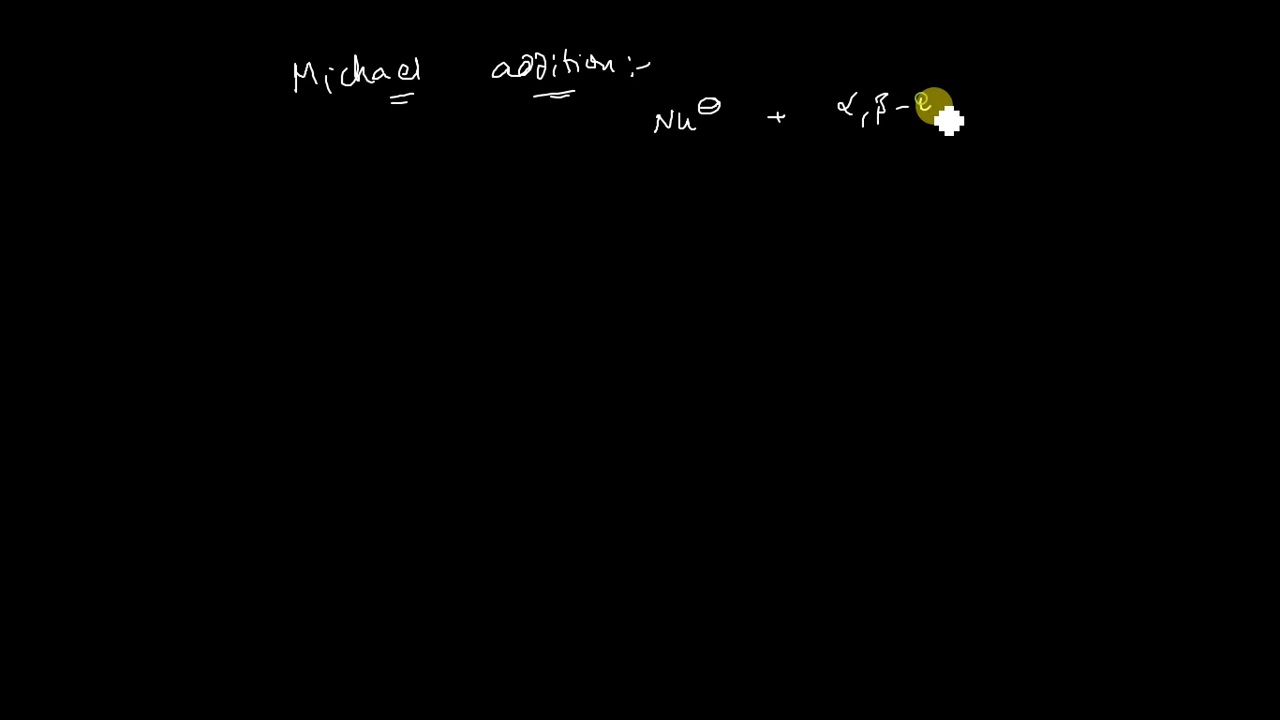 Michael addition :-
Nu⊖ + α, β -